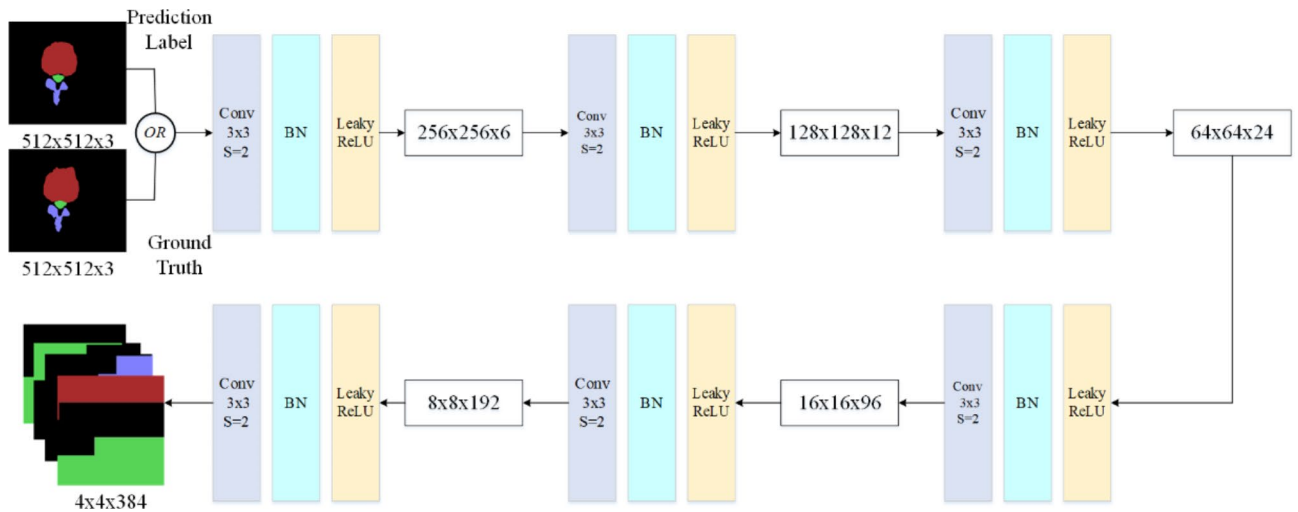 Prediction
Label
512x512x3
OR
512x512x3
Ground
Truth
Conv
3x3
S=2
BN
Leaky
ReLU
256x256x6
Conv
3x3
S=2
BN
Leaky
ReLU
128x128x12
Conv
3x3
S=2
BN
Leaky
ReLU
64x64x24
Leaky
ReLU
BN
Conv
3x3
S=2
16x16x96
Leaky
ReLU
BN
Conv
3x3
S=2
8x8x192
Leaky
ReLU
BN
Conv
3x3
S=2
4x4x384